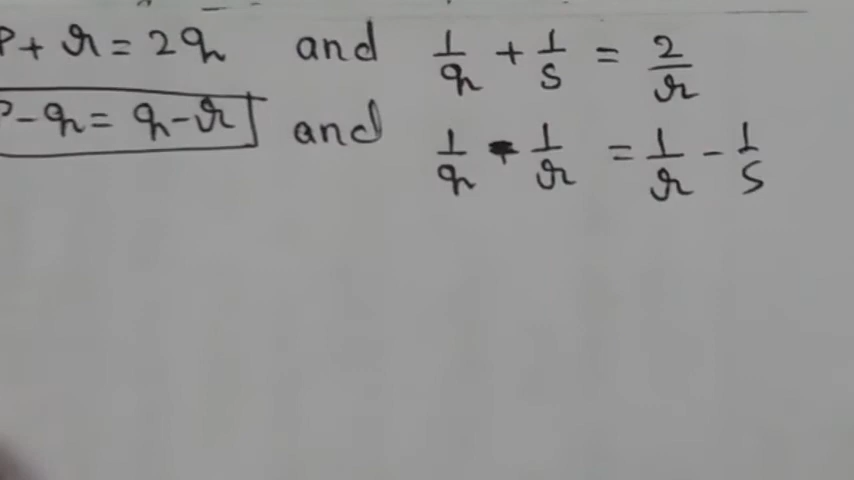 P + r = 2q and 1/q + 1/s = 2/r
P - q = q - r and 1/q - 1/r = 1/r - 1/s